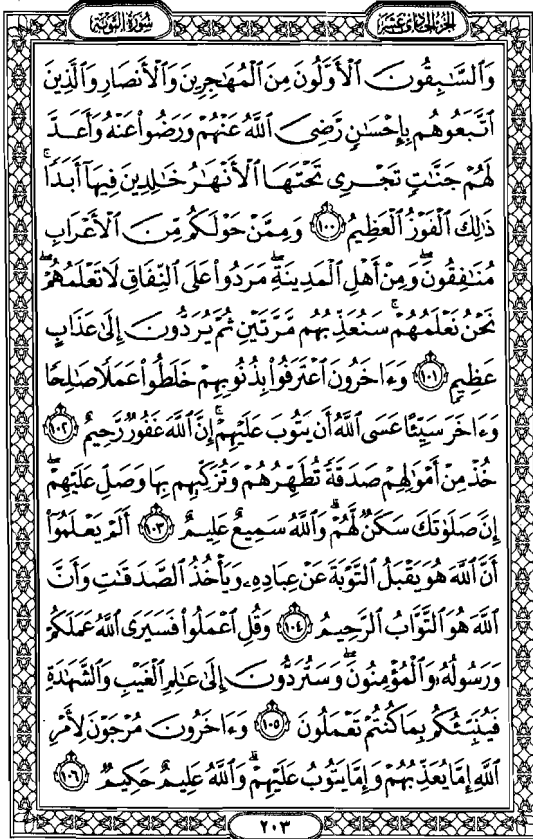 الجزء الحادي عشر
سورة التوبة
وَٱلسَّٰبِقُونَ ٱلْأَوَّلُونَ مِنَ ٱلْمُهَٰجِرِينَ وَٱلْأَنصَارِ وَٱلَّذِينَ
ٱتَّبَعُوهُم بِإِحْسَٰنٍ رَّضِىَ ٱللَّهُ عَنْهُمْ وَرَضُوا۟ عَنْهُ وَأَعَدَّ
لَهُمْ جَنَّٰتٍ تَجْرِى تَحْتَهَا ٱلْأَنْهَٰرُ خَٰلِدِينَ فِيهَآ أَبَدًا ۚ
ذَٰلِكَ ٱلْفَوْزُ ٱلْعَظِيمُ ١٠٠ وَمِمَّنْ حَوْلَكُم مِّنَ ٱلْأَعْرَابِ
مُنَٰفِقُونَ ۖ وَمِنْ أَهْلِ ٱلْمَدِينَةِ ۖ مَرَدُوا۟ عَلَى ٱلنِّفَاقِ لَا تَعْلَمُهُمْ ۖ
نَحْنُ نَعْلَمُهُمْ ۚ سَنُعَذِّبُهُم مَّرَّتَيْنِ ثُمَّ يُرَدُّونَ إِلَىٰ عَذَابٍ
عَظِيمٍ ١٠١ وَءَاخَرُونَ ٱعْتَرَفُوا۟ بِذُنُوبِهِمْ خَلَطُوا۟ عَمَلًا صَٰلِحًا
وَءَاخَرَ سَيِّئًا عَسَى ٱللَّهُ أَن يَتُوبَ عَلَيْهِمْ ۚ إِنَّ ٱللَّهَ غَفُورٌ رَّحِيمٌ ١٠٢
خُذْ مِنْ أَمْوَٰلِهِمْ صَدَقَةً تُطَهِّرُهُمْ وَتُزَكِّيهِم بِهَا وَصَلِّ عَلَيْهِمْ ۖ
إِنَّ صَلَوٰتَكَ سَكَنٌ لَّهُمْ ۗ وَٱللَّهُ سَمِيعٌ عَلِيمٌ ١٠٣ أَلَمْ يَعْلَمُوٓا۟
أَنَّ ٱللَّهَ هُوَ يَقْبَلُ ٱلتَّوْبَةَ عَنْ عِبَادِهِۦ وَيَأْخُذُ ٱلصَّدَقَٰتِ وَأَنَّ
ٱللَّهَ هُوَ ٱلتَّوَّابُ ٱلرَّحِيمُ ١٠٤ وَقُلِ ٱعْمَلُوا۟ فَسَيَرَى ٱللَّهُ عَمَلَكُمْ
وَرَسُولُهُۥ وَٱلْمُؤْمِنُونَ ۖ وَسَتُرَدُّونَ إِلَىٰ عَٰلِمِ ٱلْغَيْبِ وَٱلشَّهَٰدَةِ
فَيُنَبِّئُكُم بِمَا كُنتُمْ تَعْمَلُونَ ١٠٥ وَءَاخَرُونَ مُرْجَوْنَ لِأَمْرِ
ٱللَّهِ إِمَّا يُعَذِّبُهُمْ وَإِمَّا يَتُوبُ عَلَيْهِمْ ۗ وَٱللَّهُ عَلِيمٌ حَكِيمٌ ١٠٦
٢٠٣